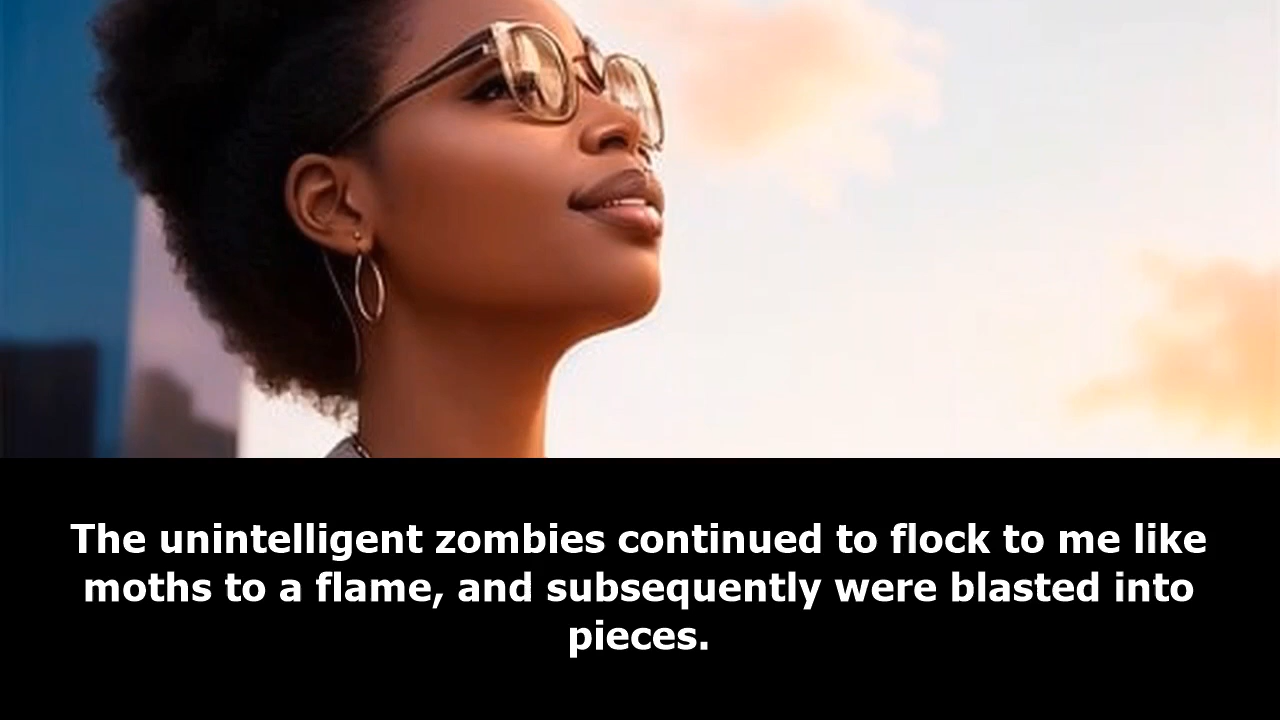 The unintelligent zombies continued to flock to me like
moths to a flame, and subsequently were blasted into
pieces.